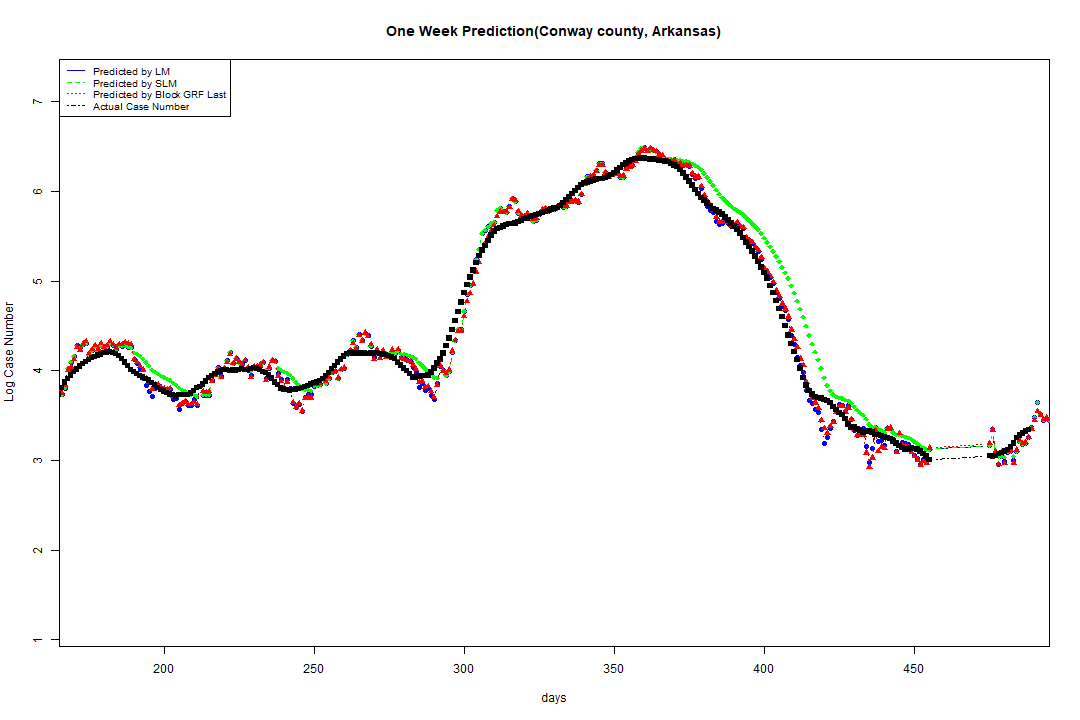 One Week Prediction(Conway county, Arkansas)
Predicted by LM
Predicted by SLM
Predicted by Block GRF Last
Actual Case Number
7
6
5
4
3
2
1
Log Case Number
200 250 300 350 400 450
days